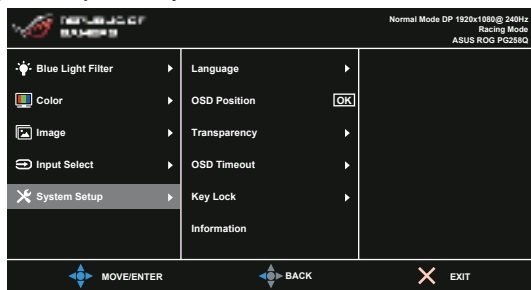 Normal Mode DP 1920x1080@ 240Hz
Racing Mode
ASUS ROG PG258Q
Blue Light Filter
Color
Image
Input Select
System Setup
Language
OSD Position OK
Transparency
OSD Timeout
Key Lock
Information
MOVE/ENTER BACK EXIT